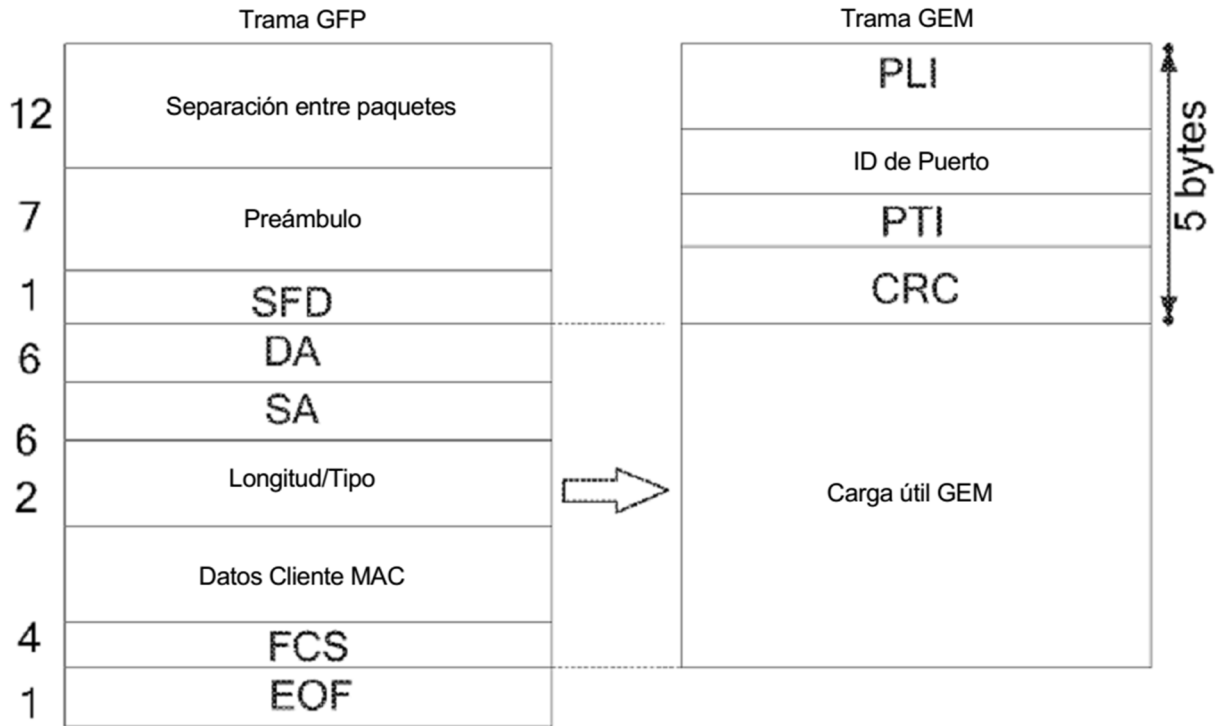 Trama GFP
12 Separación entre paquetes
7 Preámbulo
1 SFD
6 DA
6 SA
2 Longitud/Tipo
Datos Cliente MAC
4 FCS
1 EOF
Trama GEM
PLI
ID de Puerto
PTI
CRC
5 bytes
Carga útil GEM